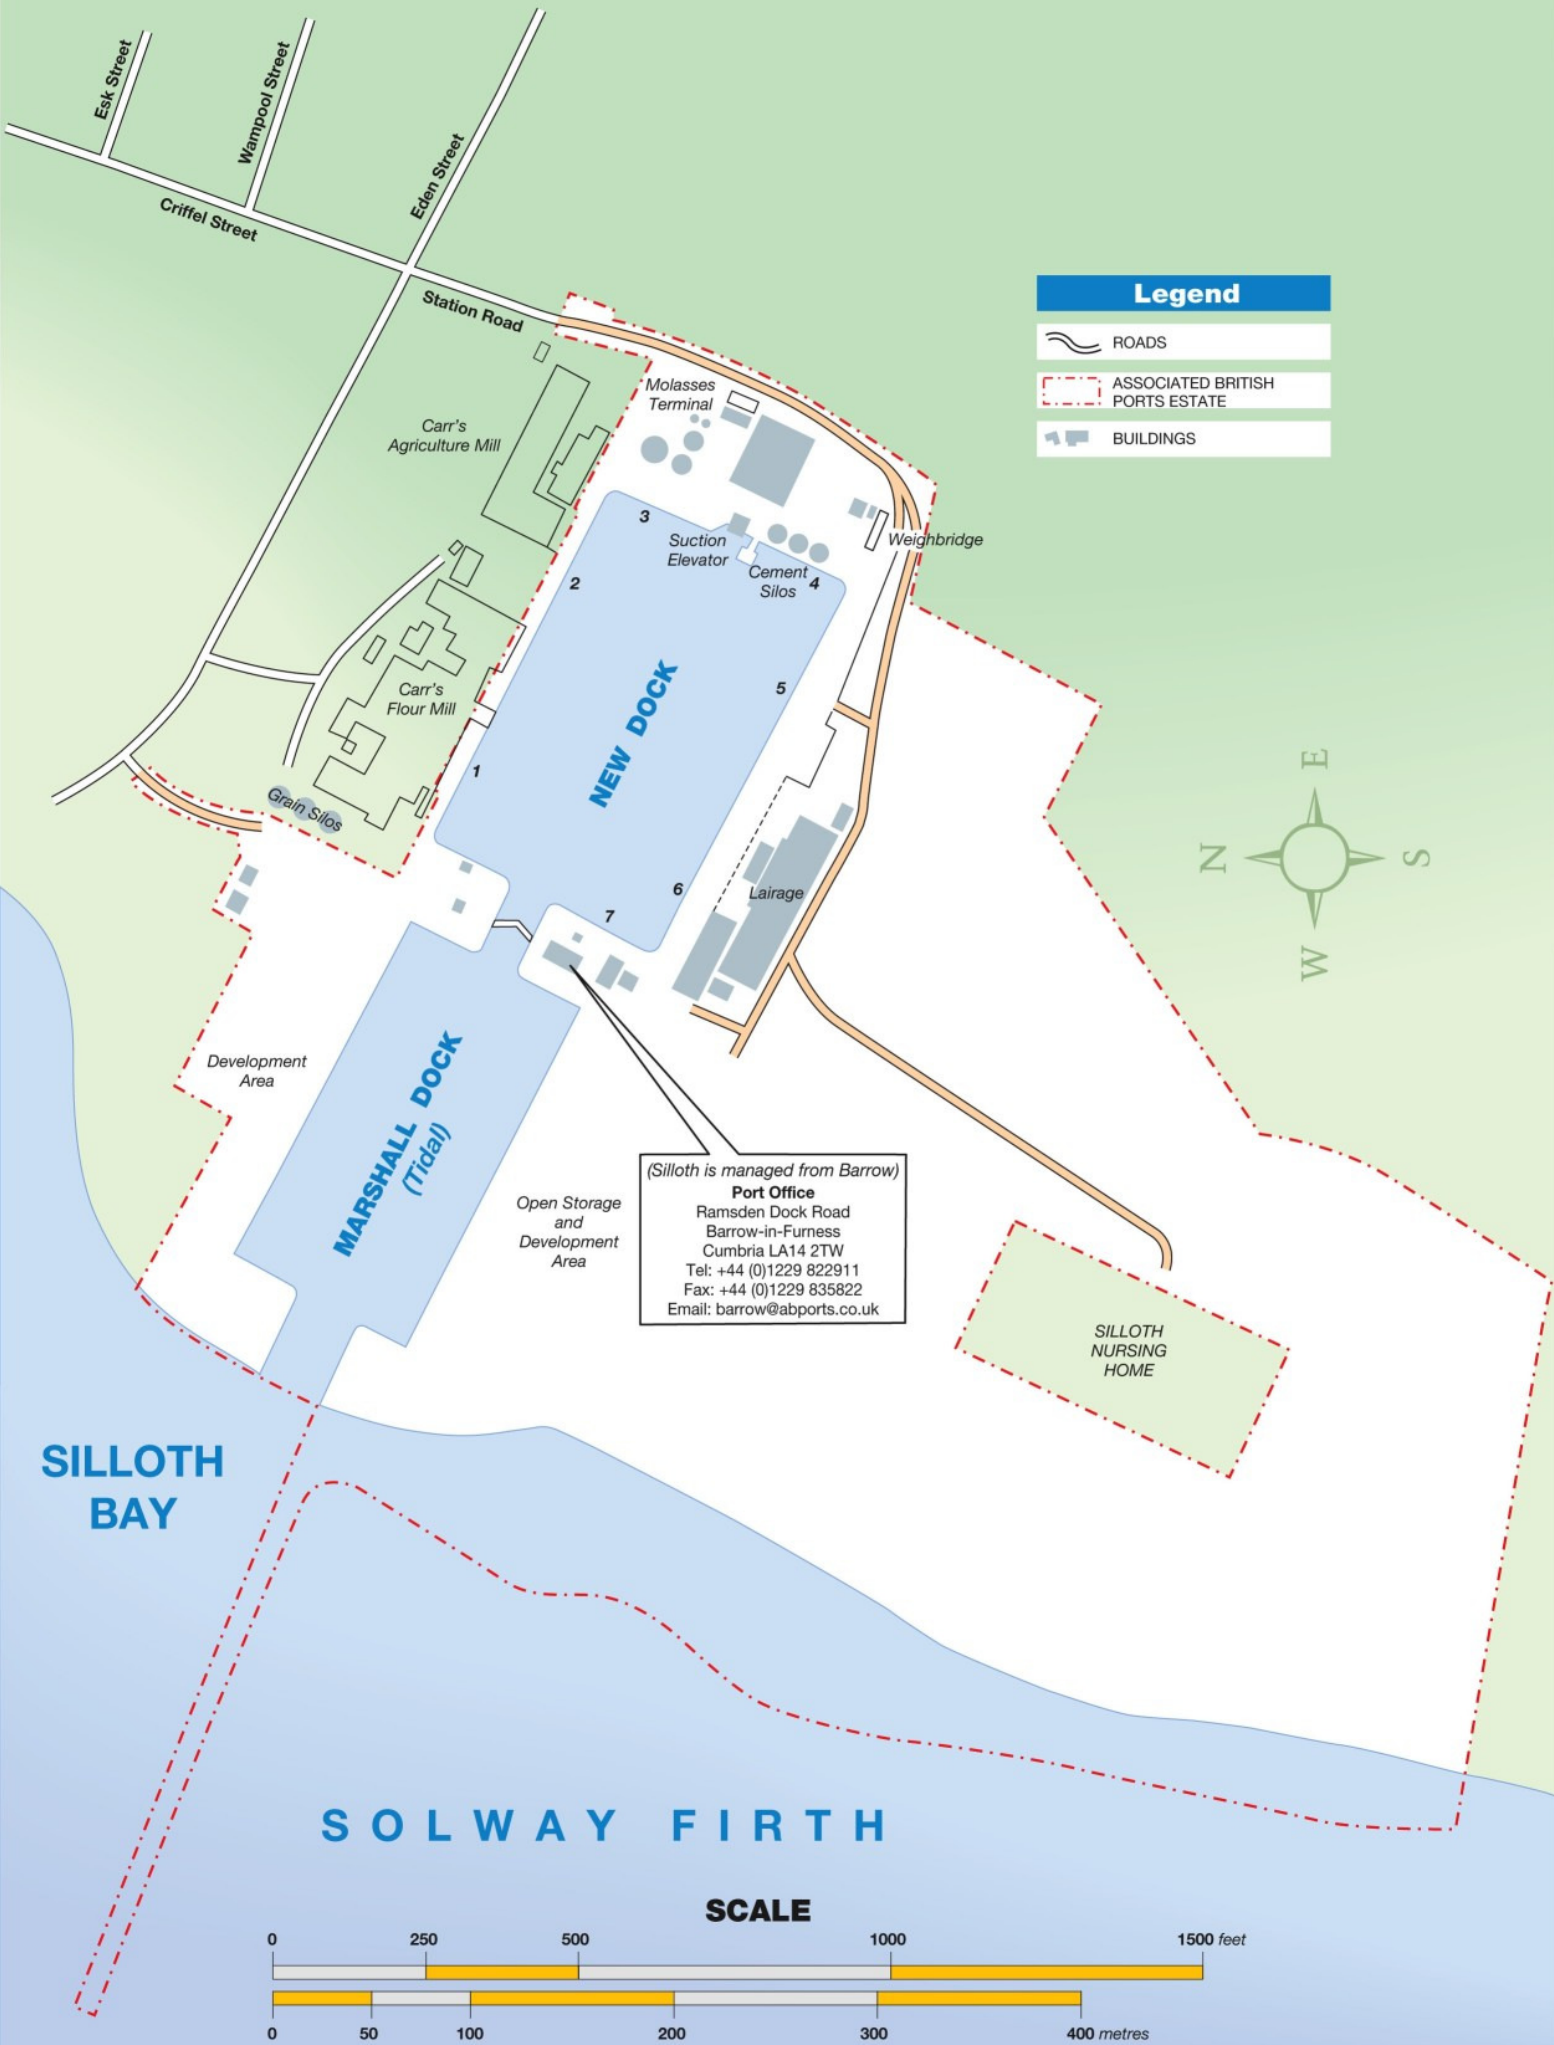 Esk Street
Wampool Street
Eden Street
Criffel Street
Station Road
Legend
ROADS
ASSOCIATED BRITISH
PORTS ESTATE
BUILDINGS
Molasses
Terminal
Carr's
Agriculture Mill
3
Suction
Elevator
Weighbridge
Cement
Silos
4
2
NEW DOCK
5
Carr's
Flour Mill
1
Grain Silos
E
N
S
W
6
Lairage
7
Development
Area
MARSHALL DOCK
(Tidal)
Open Storage
and
Development
Area
(Silloth is managed from Barrow)
Port Office
Ramsden Dock Road
Barrow-in-Furness
Cumbria LA14 2TW
Tel: +44 (0)1229 822911
Fax: +44 (0)1229 835822
Email: barrow@abports.co.uk
SILLOTH
NURSING
HOME
SILLOTH
BAY
SOLWAY FIRTH
SCALE
0 250 500 1000 1500 feet
0 50 100 200 300 400 metres